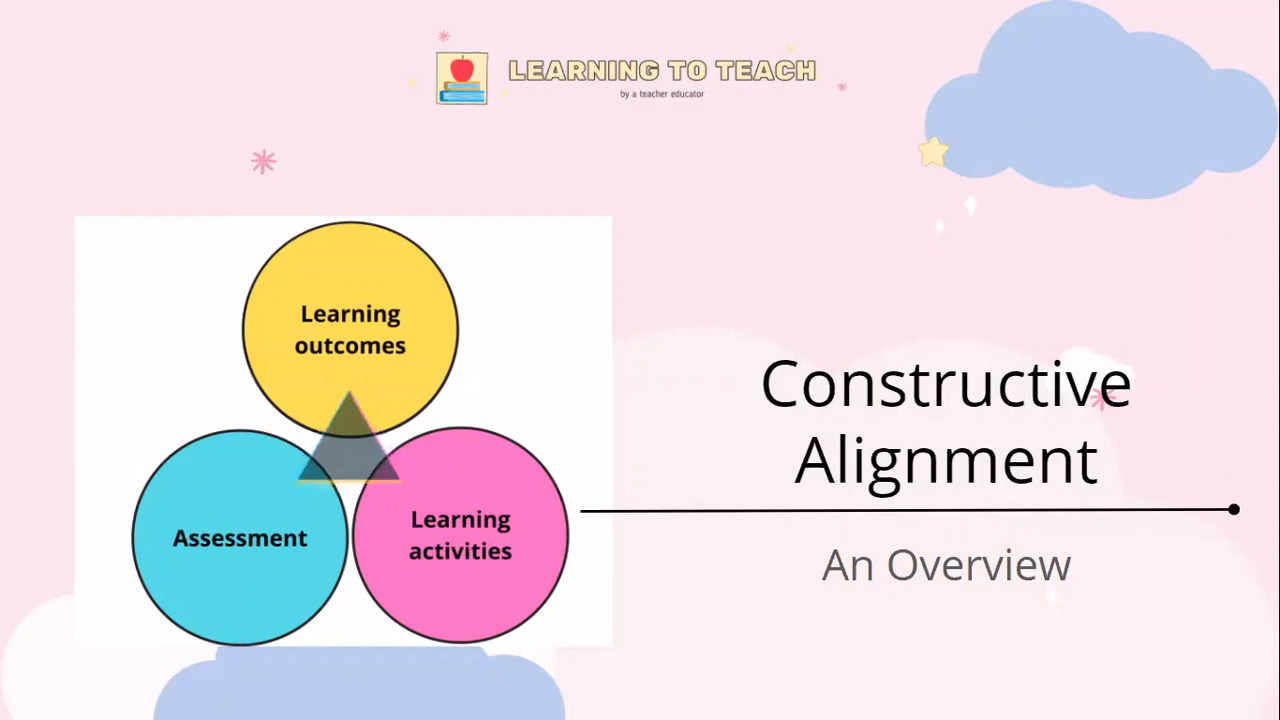 LEARNING TO TEACH
by a teacher educator
Learning
outcomes
Assessment
Learning
activities
Constructive
Alignment
An Overview